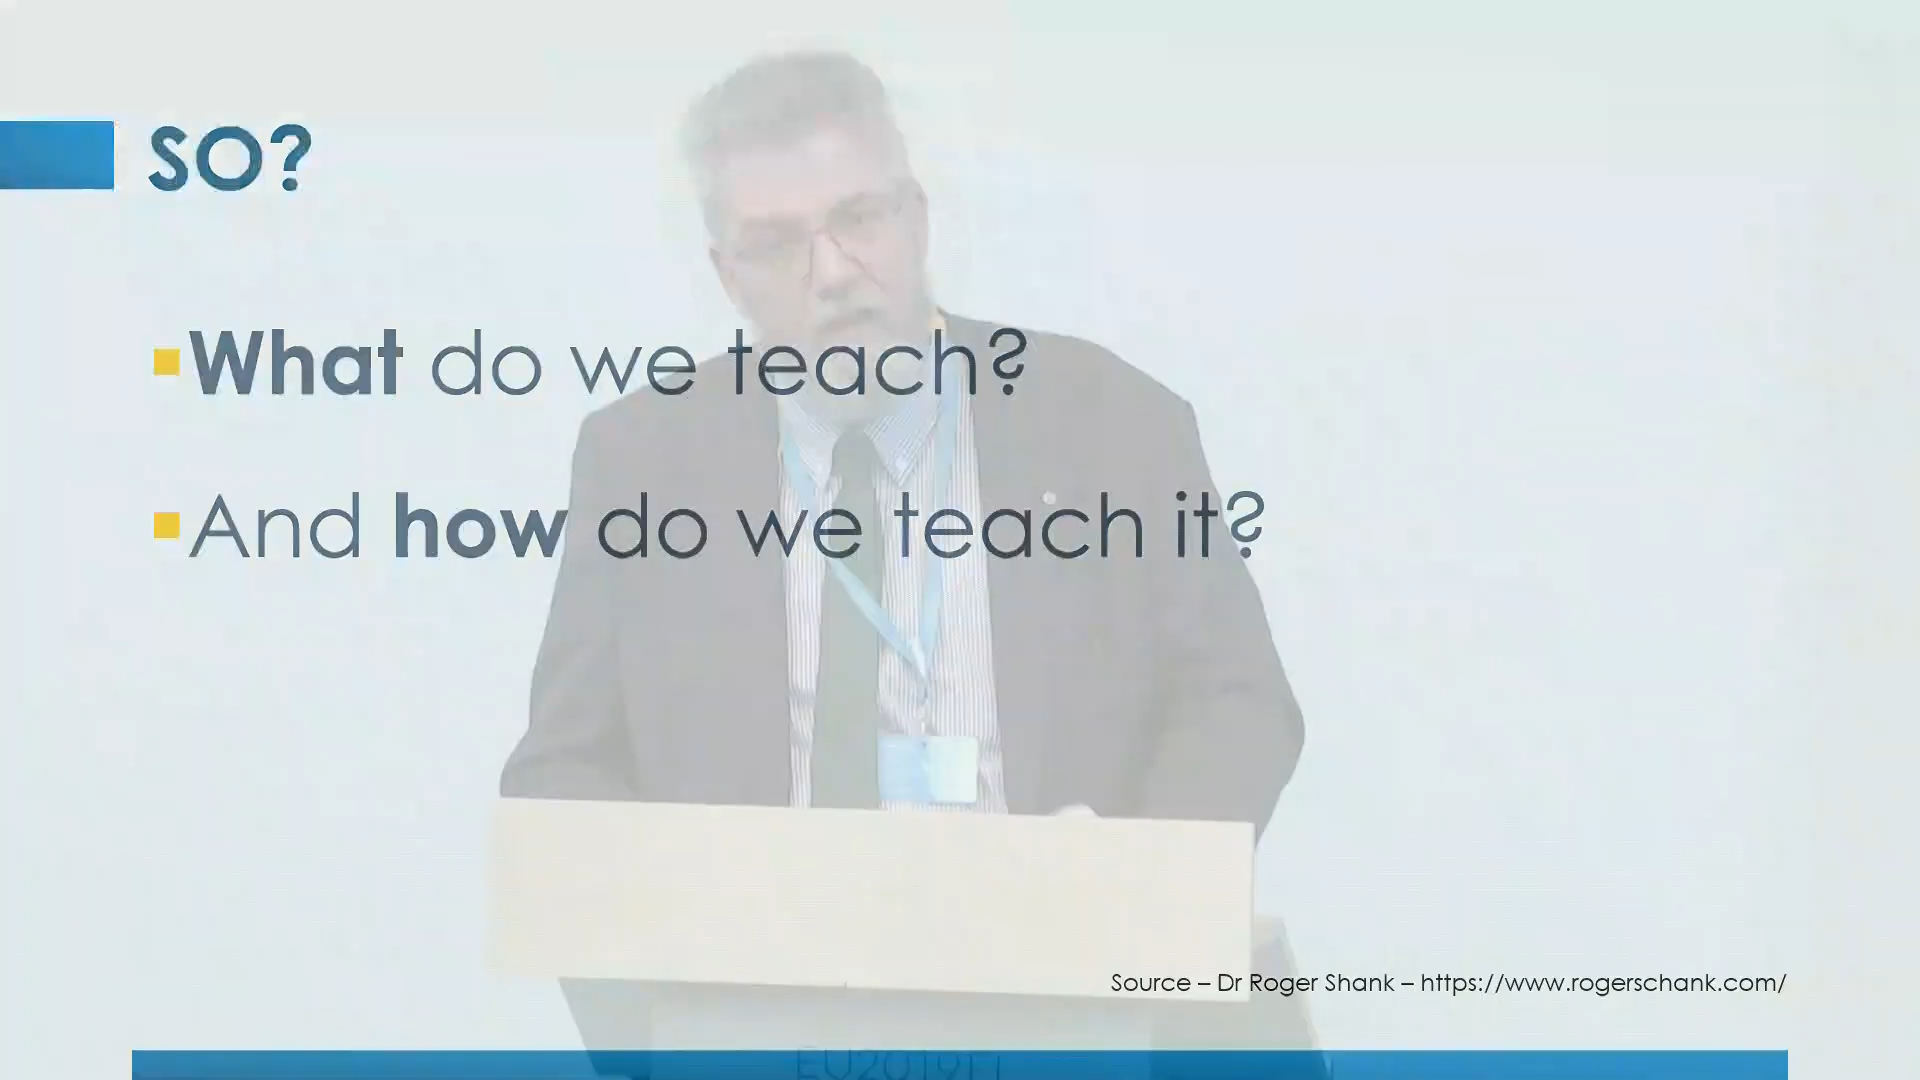 SO?
What do we teach?
And how do we teach it?
Source – Dr Roger Shank – https://www.rogerschank.com/
EU2019FI